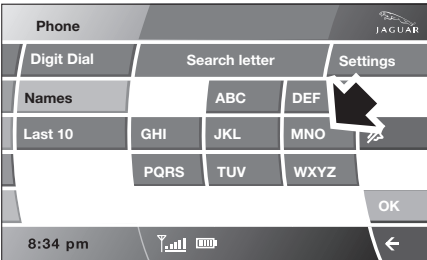 Phone
JAGUAR
Digit Dial Search letter Settings
Names ABC DEF
Last 10 GHI JKL MNO
PQRS TUV WXYZ
OK
8:34 pm